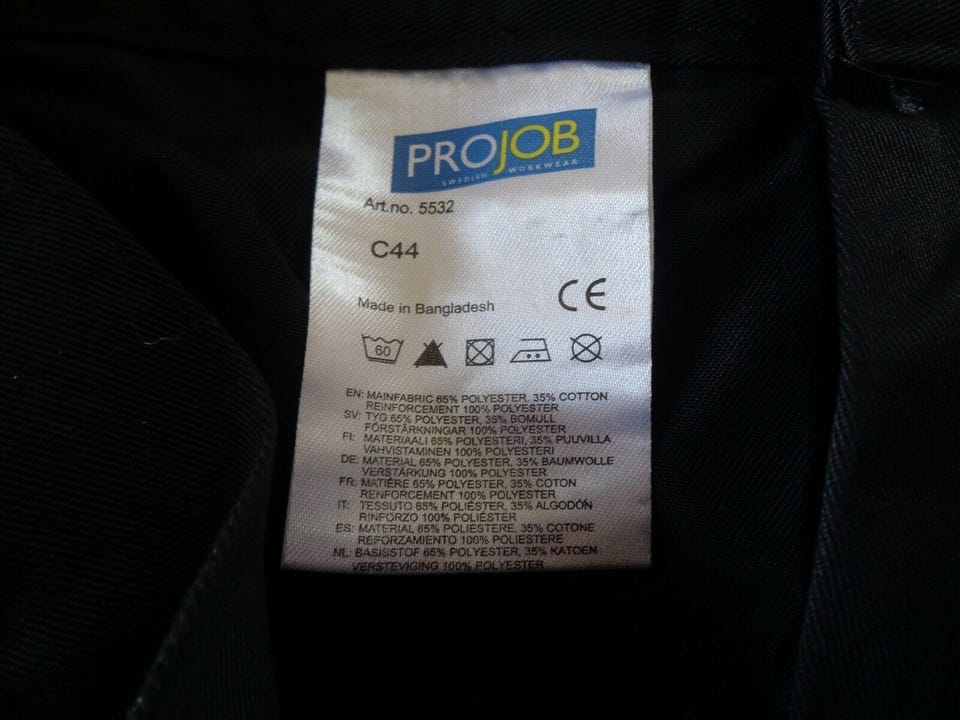 PROJOB
SWEDISH WORKWEAR
Art.no. 5532
C44
Made in Bangladesh CE
60
EN: MAINFABRIC 65% POLYESTER, 35% COTTON
REINFORCEMENT 100% POLYESTER
SV: TYG 65% POLYESTER, 35% BOMULL
FÖRSTÄRKNINGAR 100% POLYESTER
FI: MATERIAALI 65% POLYESTERI, 35% PUUVILLA
VAHVISTAMINEN 100% POLYESTERI
DE: MATERIAL 65% POLYESTER, 35% BAUMWOLLE
VERSTÄRKUNG 100% POLYESTER
FR: MATIÈRE 65% POLYESTER, 35% COTON
RENFORCEMENT 100% POLYESTER
IT: TESSUTO 65% POLIÉSTER, 35% ALGODÓN
RINFORZO 100% POLIÉSTER
ES: MATERIAL 65% POLIESTERE, 35% COTONE
REFORZAMIENTO 100% POLIESTERE
NL: BASISSTOF 65% POLYESTER, 35% KATOEN
VERSTEVIGING 100% POLYESTER